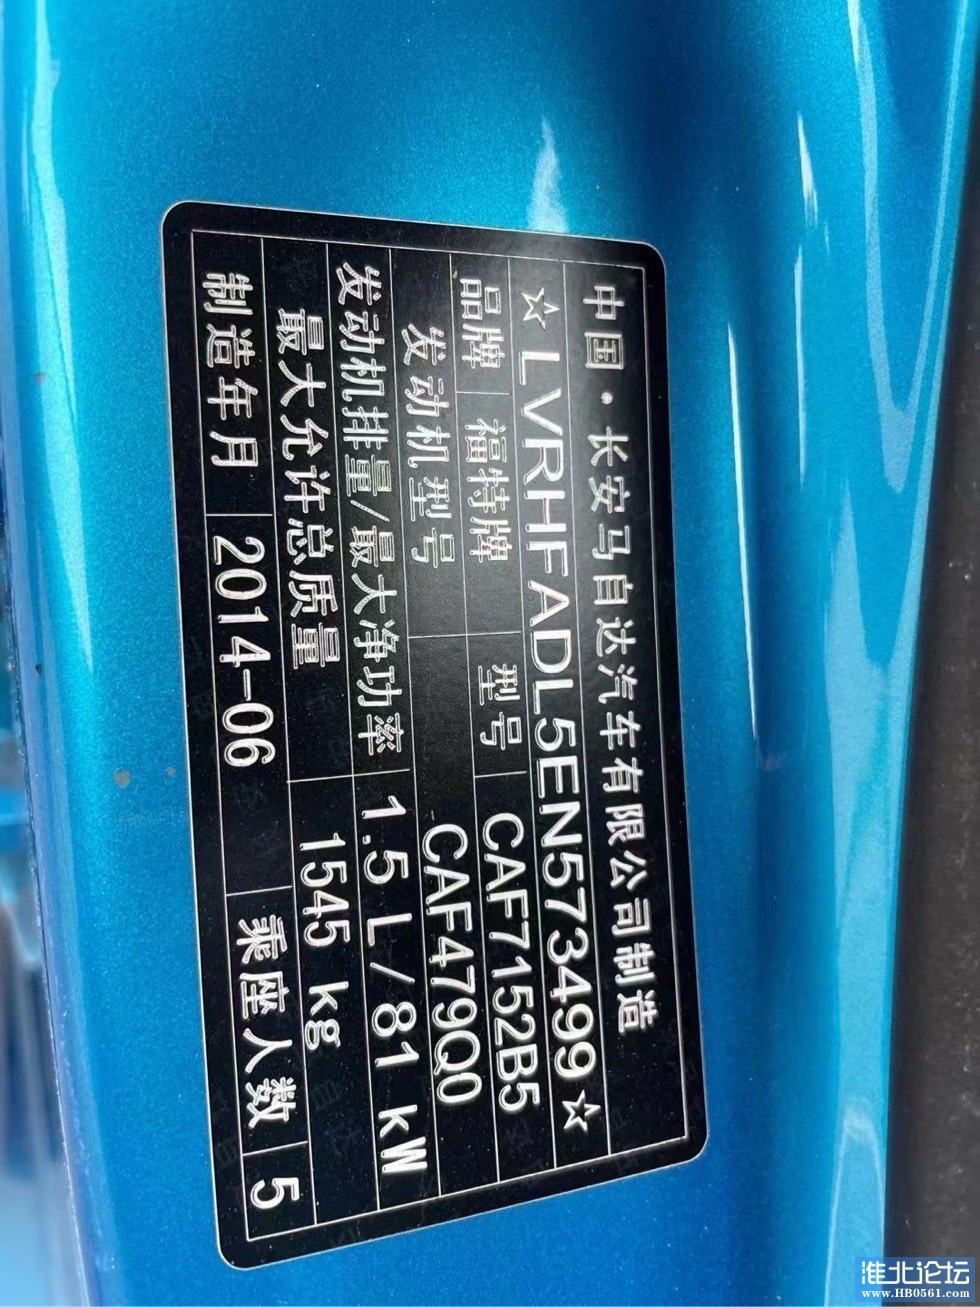 中国·长安马自达汽车有限公司制造
☆LVRHFADL5EN573499☆
品牌 福特牌 型号 CAF7152B5
发动机型号 CAF479Q0
发动机排量/最大净功率 1.5 L/81 kW
最大允许总质量 1545 kg
制造年月 2014-06 乘座人数 5
淮北论坛
www.HB0561.com